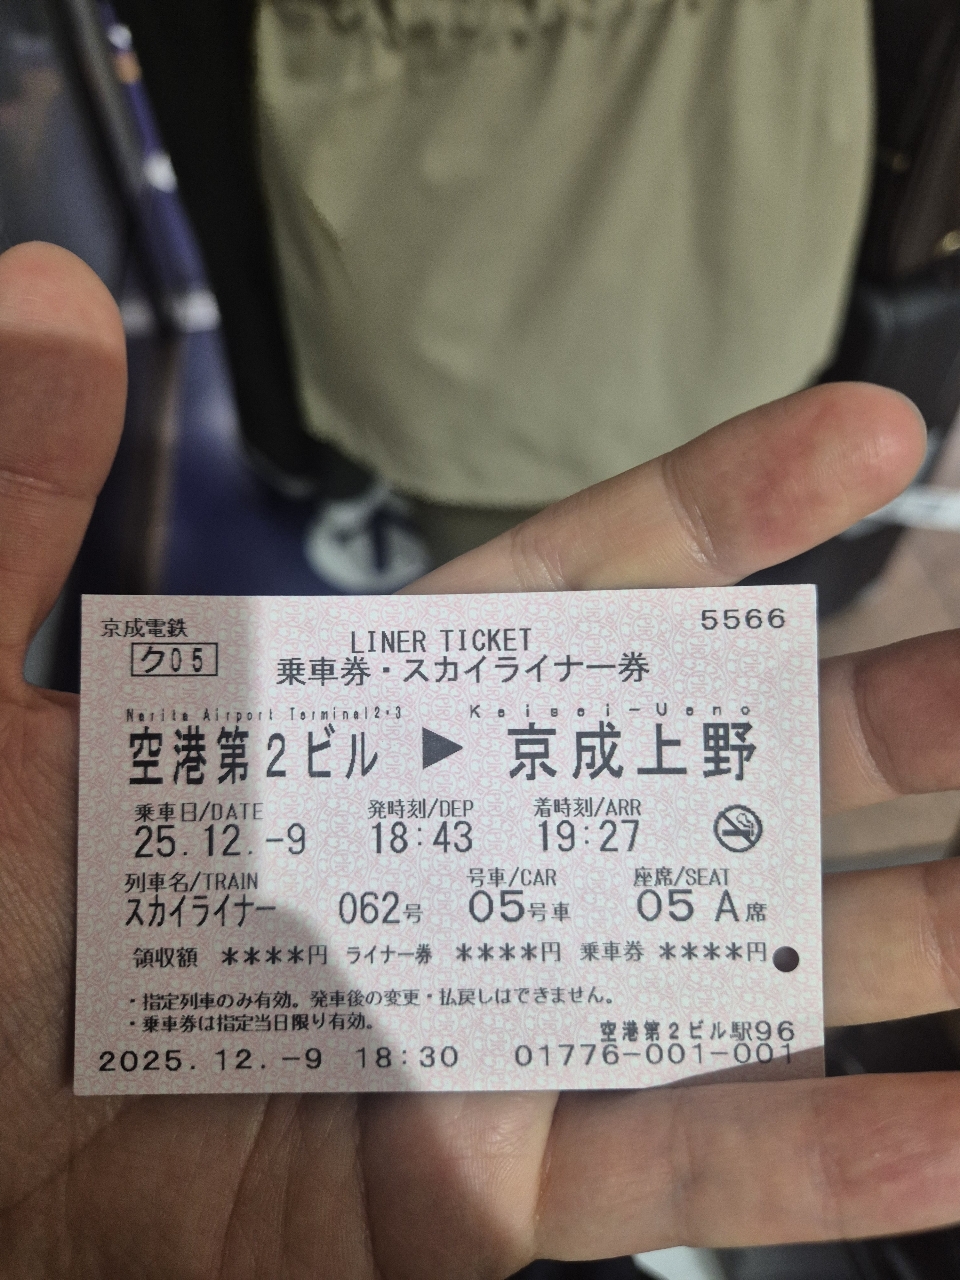 5566
京成電鉄
LINER TICKET
ク05
乗車券・スカイライナー券
Narita Airport Terminal2･3 Keisei-Ueno
空港第2ビル ▶ 京成上野
乗車日/DATE 発時刻/DEP 着時刻/ARR
25.12.-9 18:43 19:27
列車名/TRAIN 号車/CAR 座席/SEAT
スカイライナー 062号 05号車 05 A席
領収額 ****円 ライナー券 ****円 乗車券 ****円
・指定列車のみ有効。発車後の変更・払戻しはできません。
・乗車券は指定当日限り有効。
空港第2ビル駅96
2025.12.-9 18:30 01776-001-001